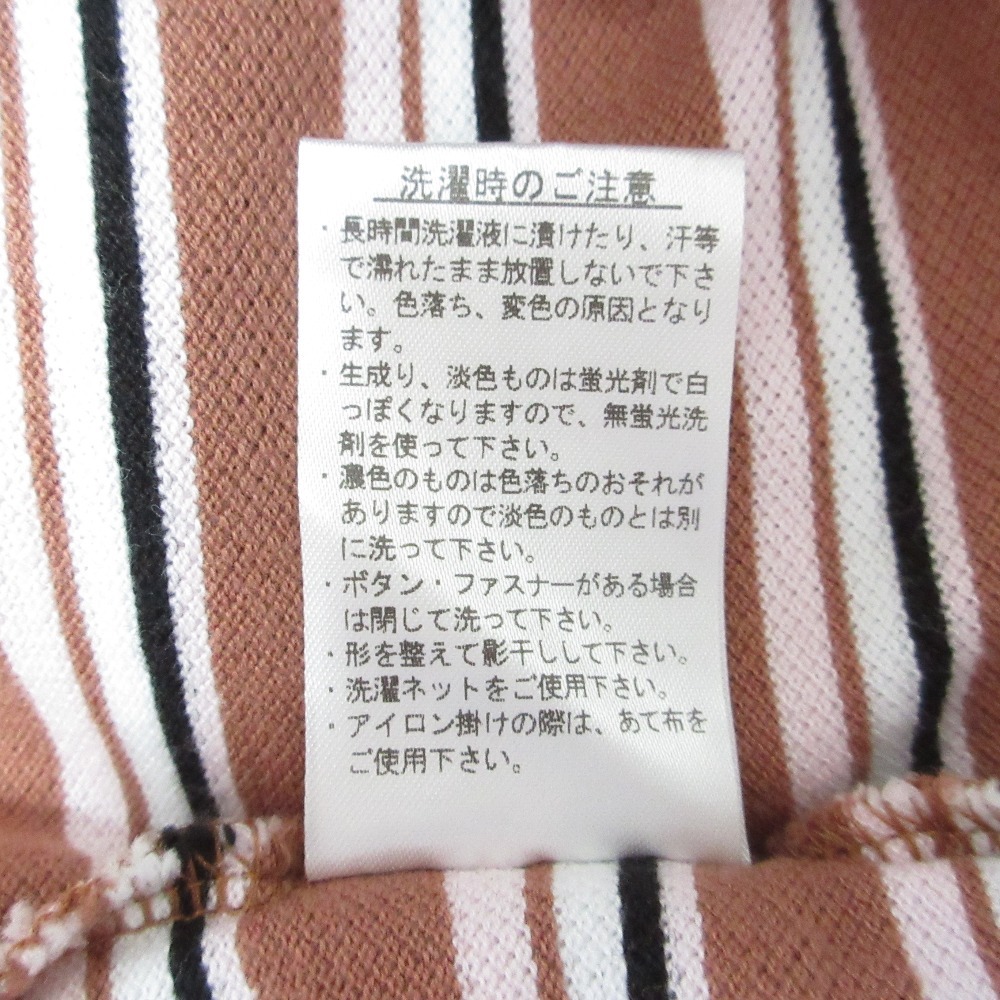 洗濯時のご注意
・長時間洗濯液に漬けたり、汗等
で濡れたまま放置しないで下さ
い。色落ち、変色の原因となり
ます。
・生成り、淡色ものは蛍光剤で白
っぽくなりますので、無蛍光洗
剤を使って下さい。
・濃色のものは色落ちのおそれが
ありますので淡色のものとは別
に洗って下さい。
・ボタン・ファスナーがある場合
は閉じて洗って下さい。
・形を整えて影干しして下さい。
・洗濯ネットをご使用下さい。
・アイロン掛けの際は、あて布を
ご使用下さい。